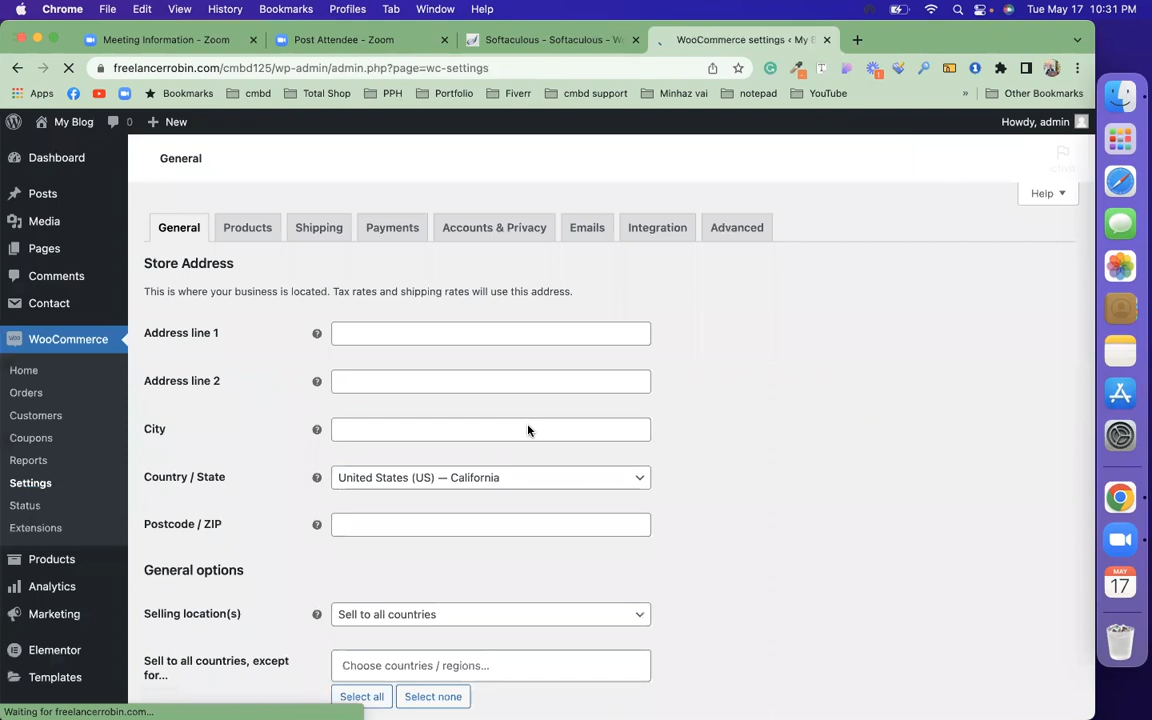 Chrome File Edit View History Bookmarks Profiles Tab Window Help Tue May 17 10:31 PM
Meeting Information - Zoom Post Attendee - Zoom Softaculous - Softaculous - W WooCommerce settings ‹ My B
freelancerrobin.com/cmbd125/wp-admin/admin.php?page=wc-settings
Apps Bookmarks cmbd Total Shop PPH Portfolio Fiverr cmbd support Minhaz vai notepad YouTube » Other Bookmarks
My Blog 0 New Howdy, admin
Dashboard
Posts
Media
Pages
Comments
Contact
WooCommerce
Home
Orders
Customers
Coupons
Reports
Settings
Status
Extensions
Products
Analytics
Marketing
Elementor
Templates
General
Help
General Products Shipping Payments Accounts & Privacy Emails Integration Advanced
Store Address
This is where your business is located. Tax rates and shipping rates will use this address.
Address line 1
Address line 2
City
Country / State United States (US) — California
Postcode / ZIP
General options
Selling location(s) Sell to all countries
Sell to all countries, except for... Choose countries / regions...
Select all Select none
Waiting for freelancerrobin.com...
MAY
17